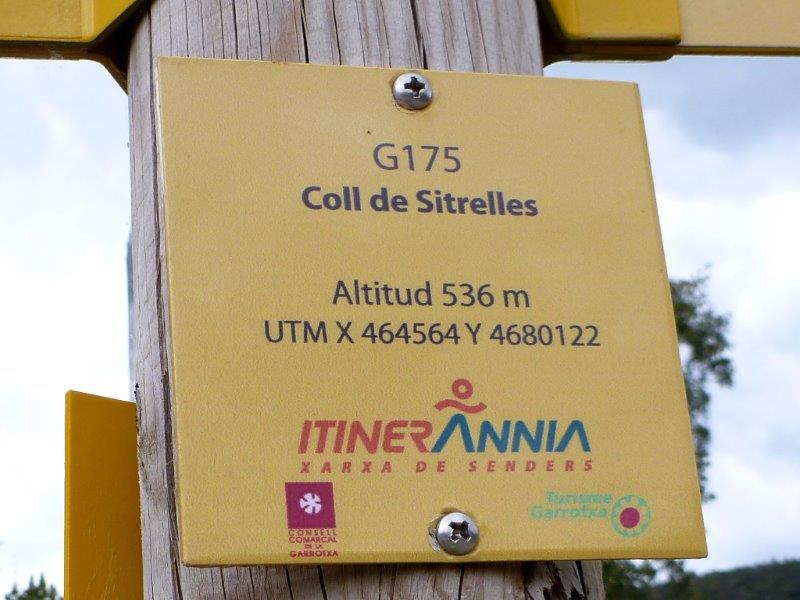 G175
Coll de Sitrelles
Altitud 536 m
UTM X 464564 Y 4680122
ITINERÀNNIA
XARXA DE SENDERS
CONSELL
COMARCAL
DE LA
GARROTXA
Turisme
Garrotxa